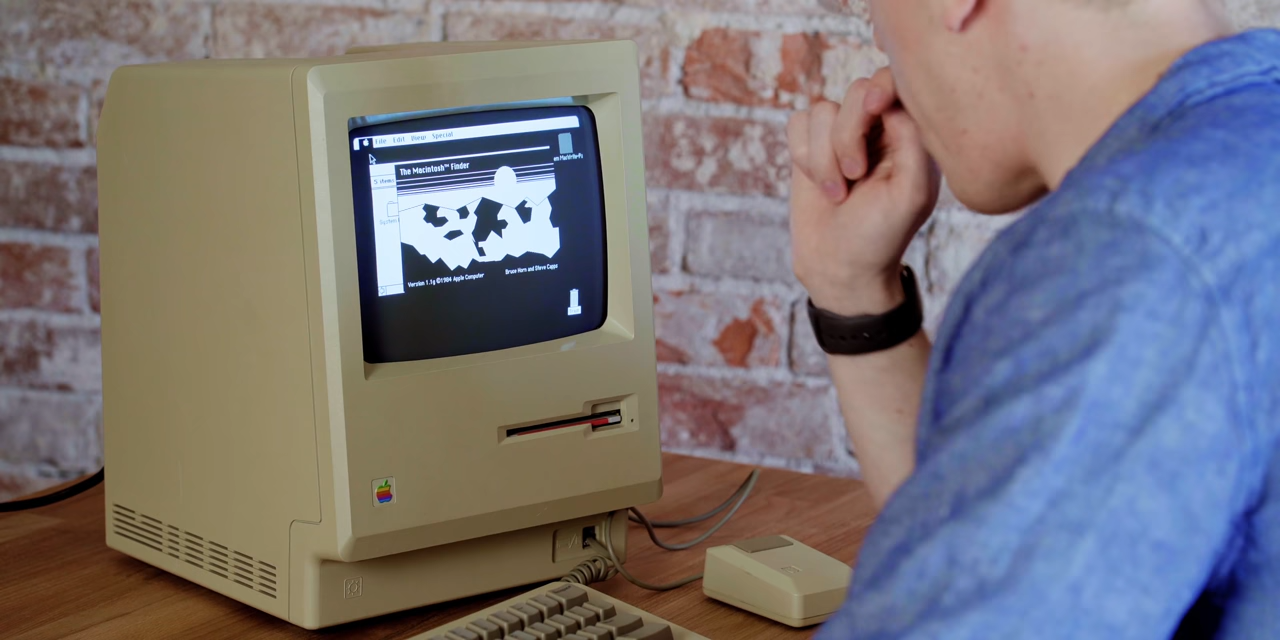 File Edit View Special
The Macintosh™ Finder
Version 1.1g ©1984 Apple Computer
Bruce Horn and Steve Capps